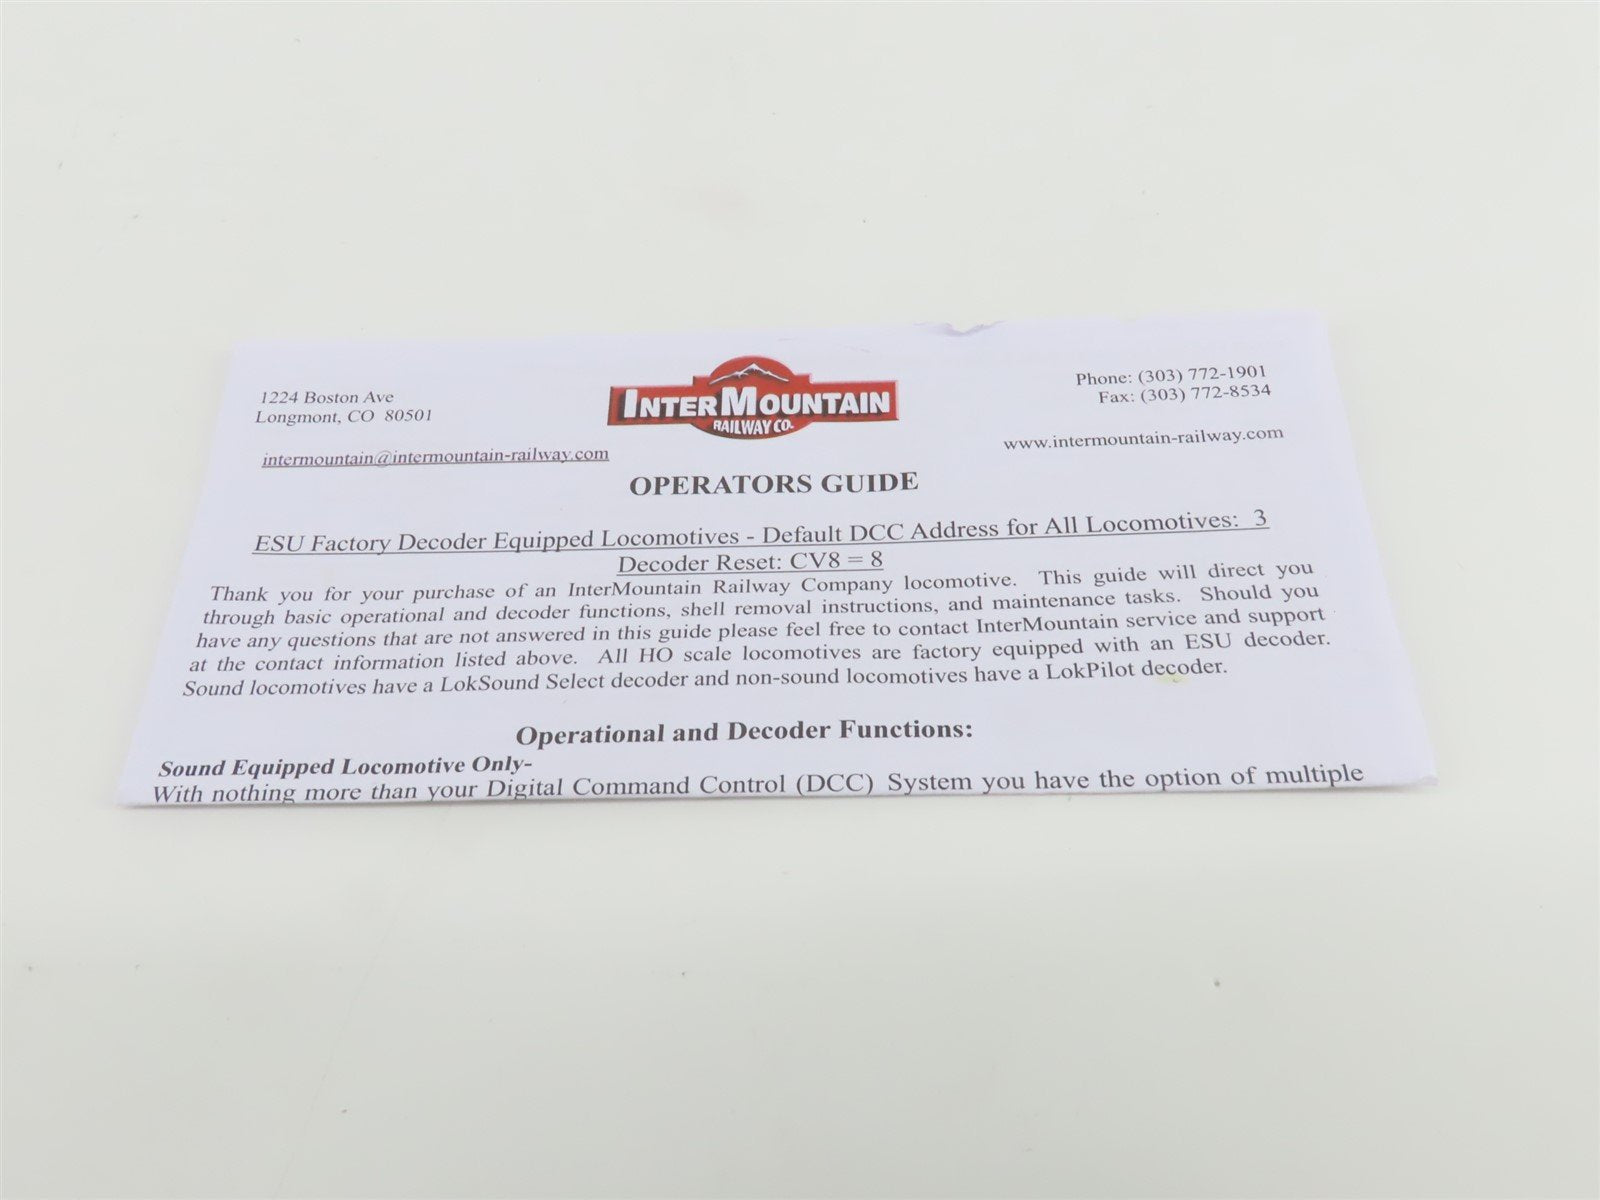 1224 Boston Ave
Longmont, CO 80501
intermountain@intermountain-railway.com
INTERMOUNTAIN
RAILWAY CO.
Phone: (303) 772-1901
Fax: (303) 772-8534
www.intermountain-railway.com
OPERATORS GUIDE
ESU Factory Decoder Equipped Locomotives - Default DCC Address for All Locomotives: 3
Decoder Reset: CV8 = 8
Thank you for your purchase of an InterMountain Railway Company locomotive. This guide will direct you
through basic operational and decoder functions, shell removal instructions, and maintenance tasks. Should you
have any questions that are not answered in this guide please feel free to contact InterMountain service and support
at the contact information listed above. All HO scale locomotives are factory equipped with an ESU decoder.
Sound locomotives have a LokSound Select decoder and non-sound locomotives have a LokPilot decoder.
Operational and Decoder Functions:
Sound Equipped Locomotive Only-
With nothing more than your Digital Command Control (DCC) System you have the option of multiple